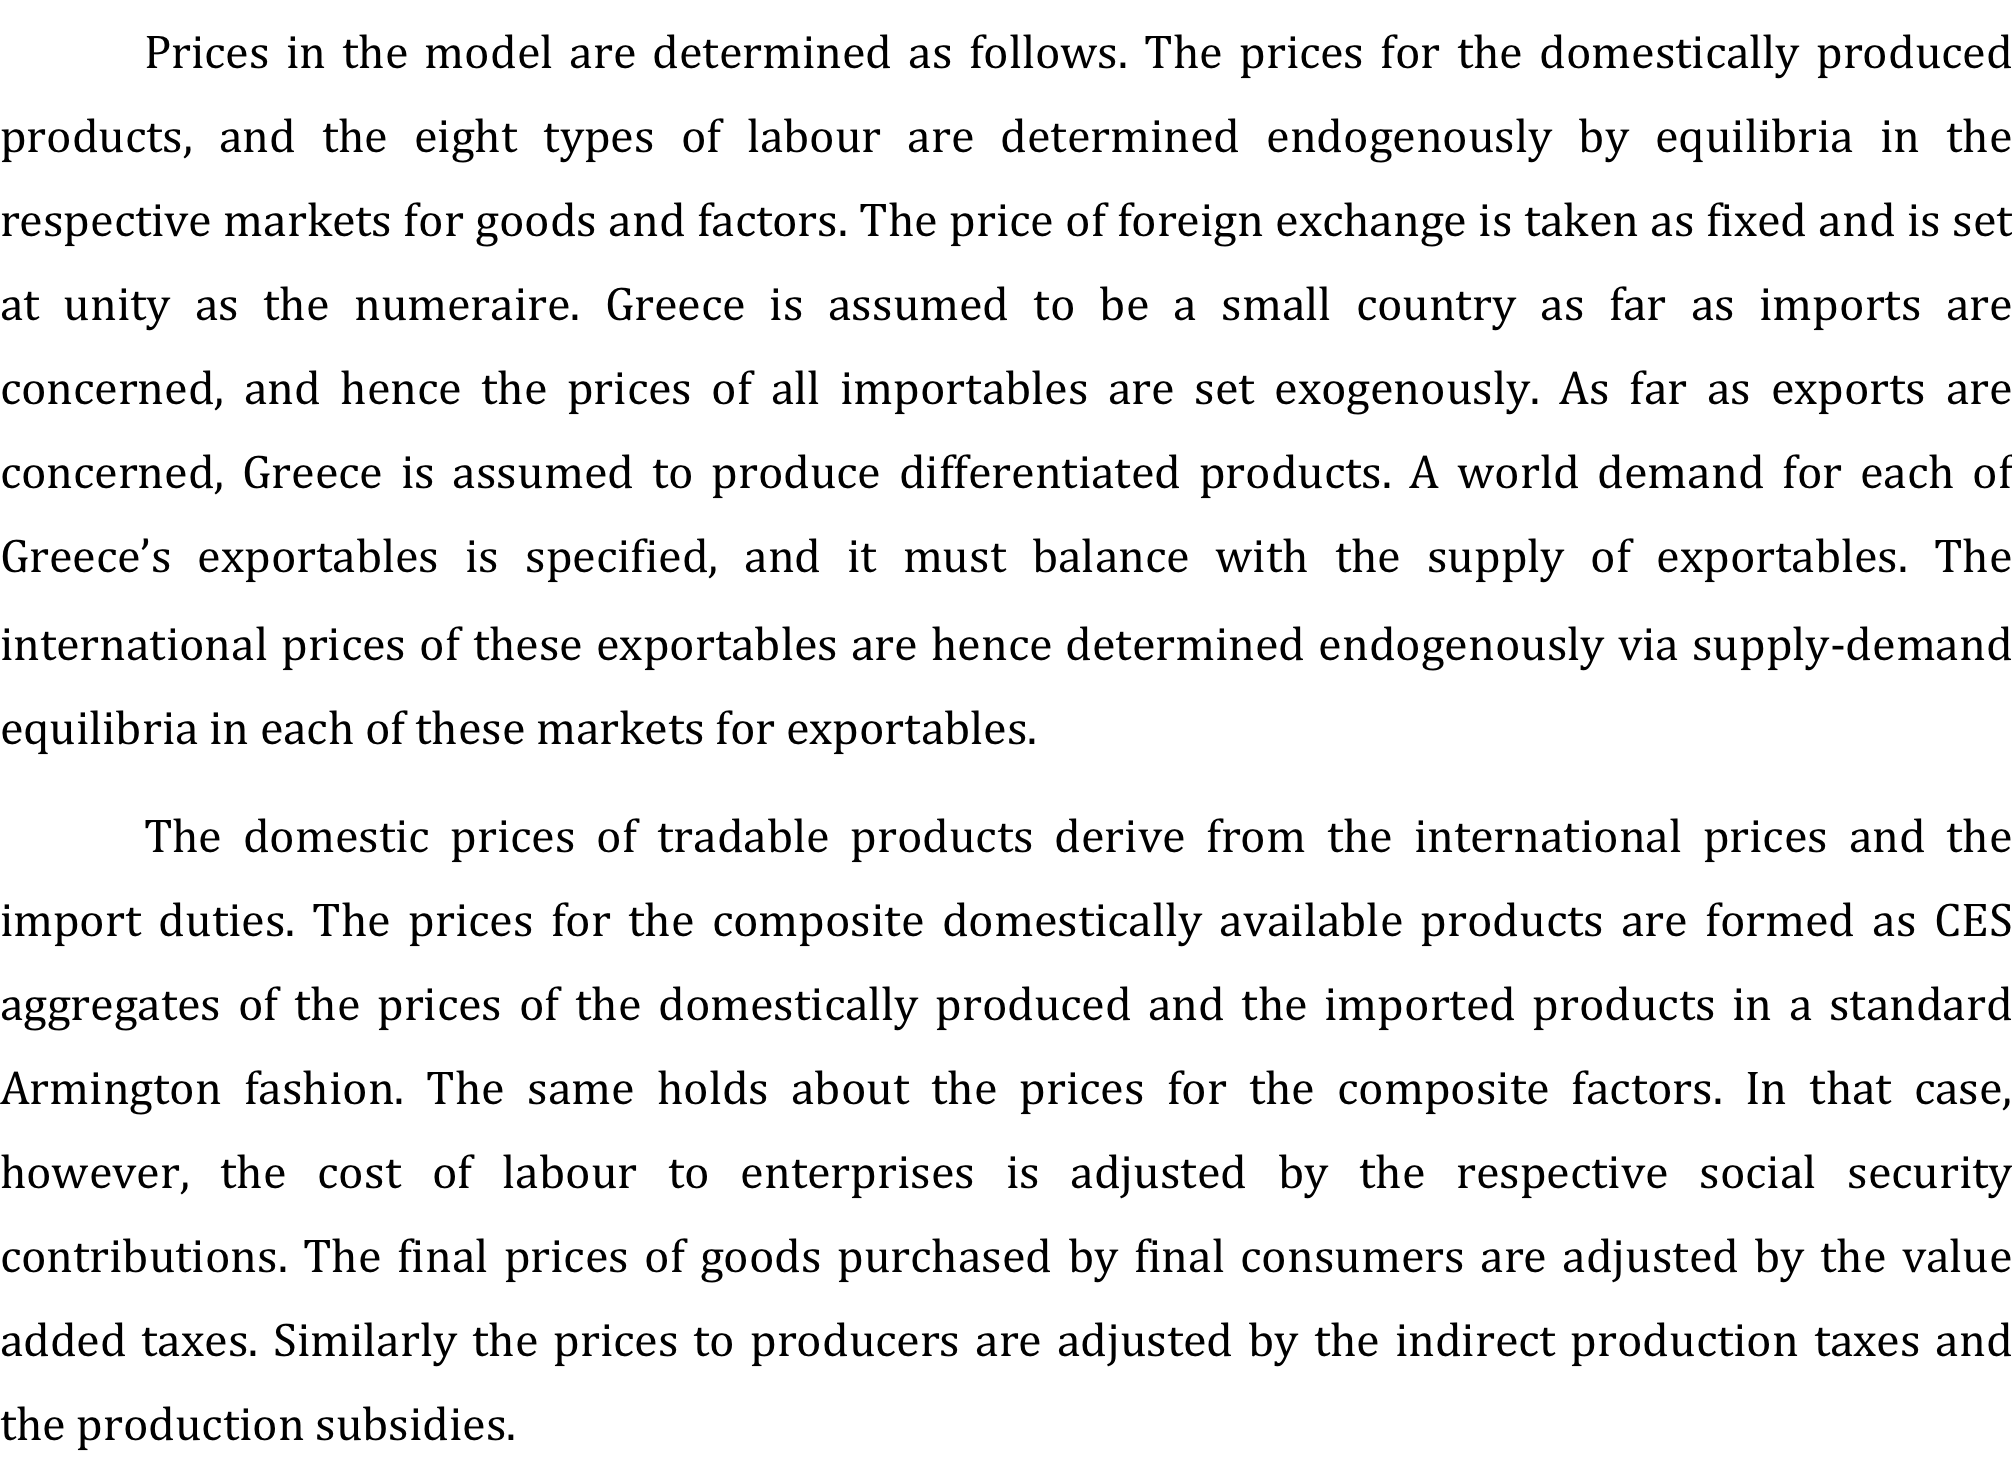 Prices in the model are determined as follows. The prices for the domestically produced
products, and the eight types of labour are determined endogenously by equilibria in the
respective markets for goods and factors. The price of foreign exchange is taken as fixed and is set
at unity as the numeraire. Greece is assumed to be a small country as far as imports are
concerned, and hence the prices of all importables are set exogenously. As far as exports are
concerned, Greece is assumed to produce differentiated products. A world demand for each of
Greece’s exportables is specified, and it must balance with the supply of exportables. The
international prices of these exportables are hence determined endogenously via supply-demand
equilibria in each of these markets for exportables.
The domestic prices of tradable products derive from the international prices and the
import duties. The prices for the composite domestically available products are formed as CES
aggregates of the prices of the domestically produced and the imported products in a standard
Armington fashion. The same holds about the prices for the composite factors. In that case,
however, the cost of labour to enterprises is adjusted by the respective social security
contributions. The final prices of goods purchased by final consumers are adjusted by the value
added taxes. Similarly the prices to producers are adjusted by the indirect production taxes and
the production subsidies.